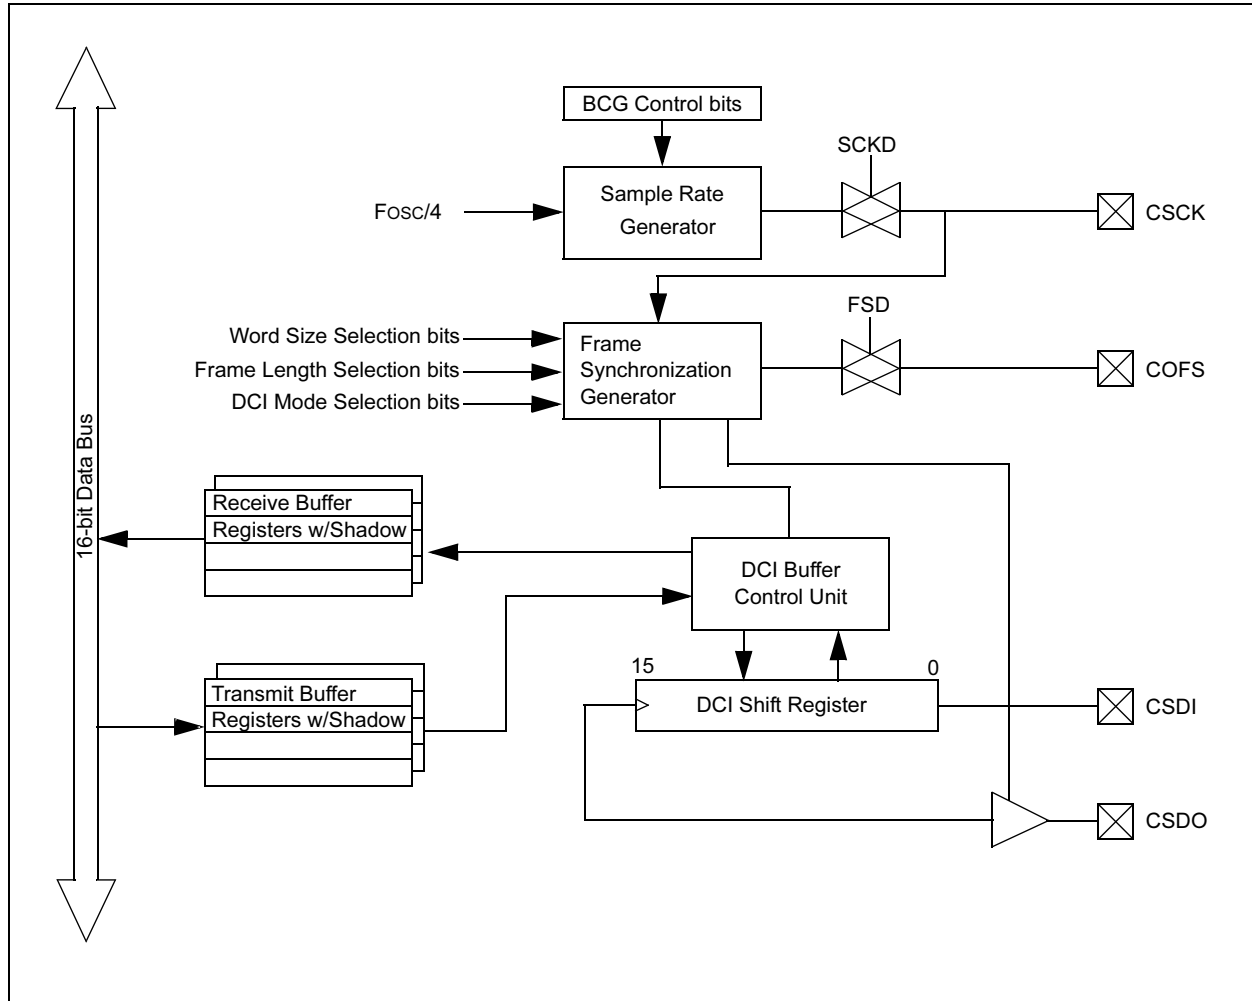 BCG Control bits
SCKD
Sample Rate
Generator
FOSC/4
CSCK
FSD
Word Size Selection bits
Frame Length Selection bits
DCI Mode Selection bits
Frame
Synchronization
Generator
COFS
16-bit Data Bus
Receive Buffer
Registers w/Shadow
DCI Buffer
Control Unit
15
0
Transmit Buffer
Registers w/Shadow
DCI Shift Register
CSDI
CSDO